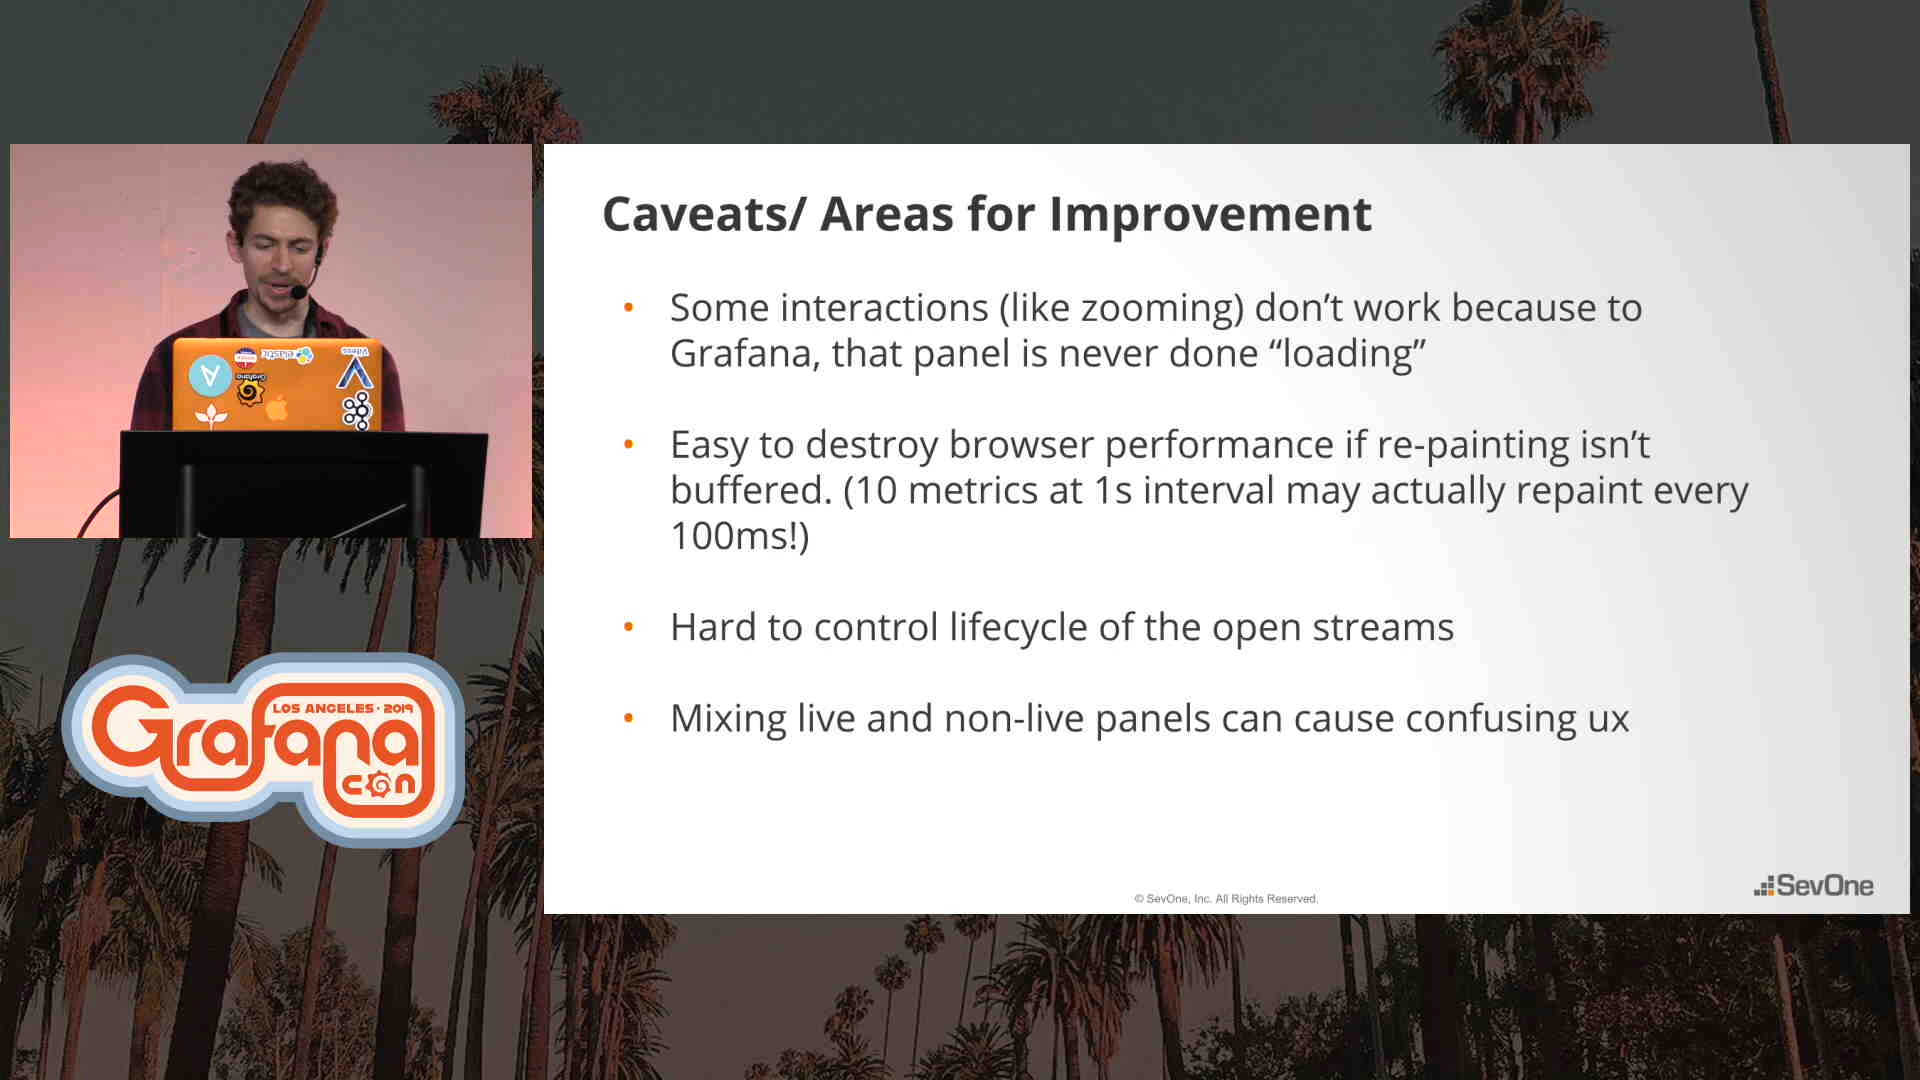 Caveats/ Areas for Improvement
• Some interactions (like zooming) don’t work because to
Grafana, that panel is never done “loading”
• Easy to destroy browser performance if re-painting isn’t
buffered. (10 metrics at 1s interval may actually repaint every
100ms!)
• Hard to control lifecycle of the open streams
• Mixing live and non-live panels can cause confusing ux
© SevOne, Inc. All Rights Reserved.
SevOne
LOS ANGELES · 2019
Grafana
con
elastic
Grafana